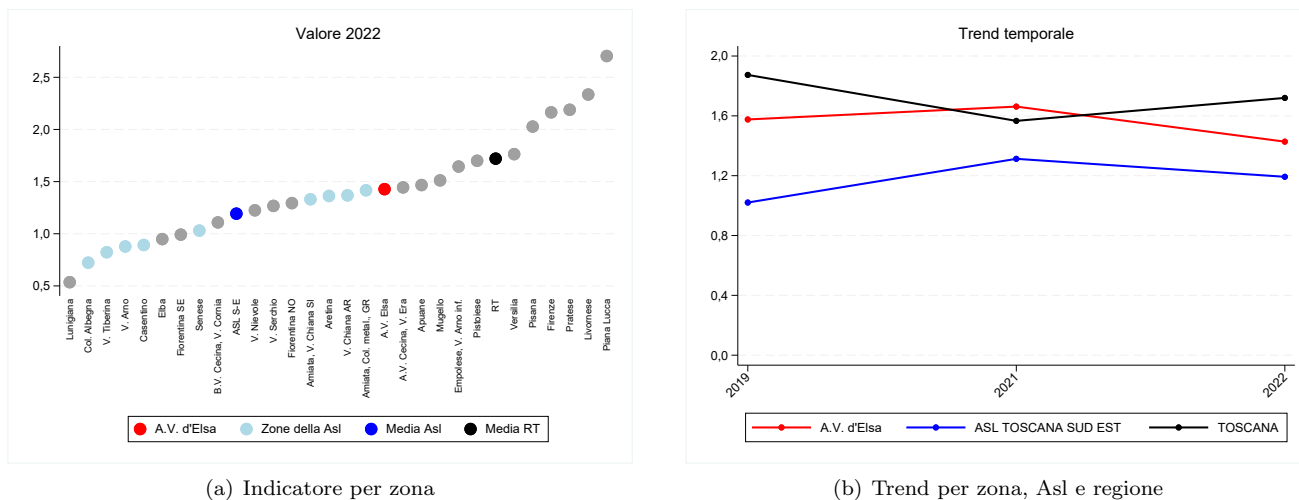 Valore 2022
2,5
2,0
1,5
1,0
0,5
Lunigiana
Col. Albegna
V. Tiberina
V. Arno
Casentino
Elba
Fiorentina SE
Senese
B.V. Cecina, V. Cornia
ASL S-E
V. Nievole
V. Serchio
Fiorentina NO
Amiata, V. Chiana SI
Aretina
V. Chiana AR
Amiata, Col. metal., GR
A.V. Elsa
A.V. Cecina, V. Era
Apuane
Mugello
Empolese, V. Arno inf.
Pistoiese
RT
Versilia
Pisana
Firenze
Pratese
Livornese
Piana Lucca
A.V. d'Elsa
Zone della Asl
Media Asl
Media RT
(a) Indicatore per zona
Trend temporale
2,0
1,6
1,2
0,8
0,4
0,0
2019
2021
2022
A.V. d'Elsa
ASL TOSCANA SUD EST
TOSCANA
(b) Trend per zona, Asl e regione